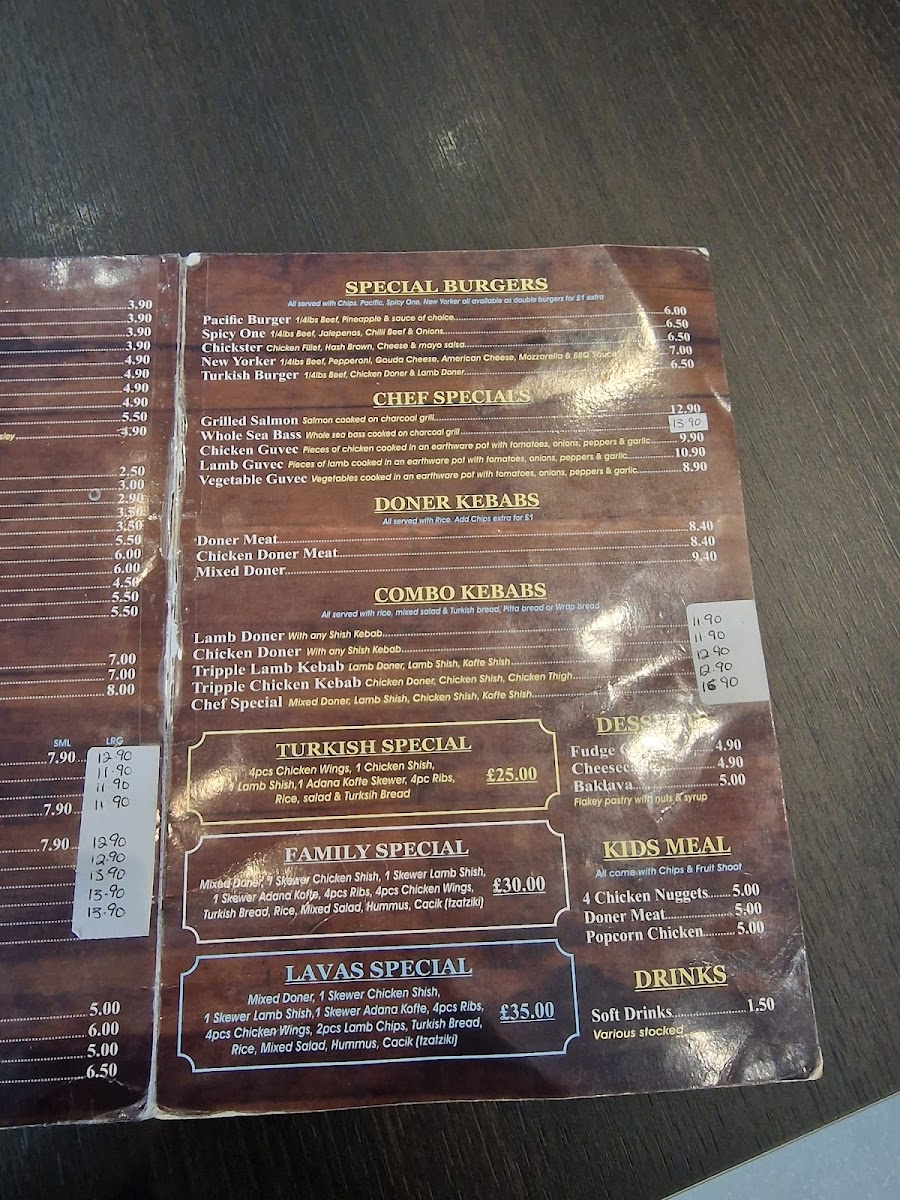 3.90
3.90
3.90
3.90
4.90
4.90
4.90
4.90
5.50
4.90
2.50
3.00
2.90
3.50
3.50
5.50
6.00
6.00
4.50
5.50
5.50
7.00
7.00
8.00
SML LRG
7.90 12.90
11.90
11.90
7.90 11.90
7.90 12.90
12.90
13.90
13.90
13.90
5.00
6.00
5.00
6.50
SPECIAL BURGERS
All served with Chips. Pacific, Spicy One, New Yorker all available as double burgers for £1 extra
Pacific Burger 1/4lbs Beef, Pineapple & sauce of choice 6.00
Spicy One 1/4lbs Beef, Jalepenos, Chilli Beef & Onions 6.50
Chickster Chicken Fillet, Hash Brown, Cheese & mayo salsa 6.50
New Yorker 1/4lbs Beef, Pepperoni, Gouda Cheese, American Cheese, Mozzarella & BBQ Sauce 7.00
Turkish Burger 1/4lbs Beef, Chicken Doner & Lamb Doner 6.50
CHEF SPECIALS
Grilled Salmon Salmon cooked on charcoal grill 12.90
Whole Sea Bass Whole sea bass cooked on charcoal grill 13.90
Chicken Guvec Pieces of chicken cooked in an earthware pot with tomatoes, onions, peppers & garlic 9.90
Lamb Guvec Pieces of lamb cooked in an earthware pot with tomatoes, onions, peppers & garlic 10.90
Vegetable Guvec Vegetables cooked in an earthware pot with tomatoes, onions, peppers & garlic 8.90
DONER KEBABS
All served with Rice. Add Chips extra for £1
Doner Meat 8.40
Chicken Doner Meat 8.40
Mixed Doner 9.40
COMBO KEBABS
All served with rice, mixed salad & Turkish bread, Pitta bread or Wrap bread
Lamb Doner With any Shish Kebab 11.90
Chicken Doner With any Shish Kebab 11.90
Tripple Lamb Kebab Lamb Doner, Lamb Shish, Kofte Shish 12.90
Tripple Chicken Kebab Chicken Doner, Chicken Shish, Chicken Thigh 12.90
Chef Special Mixed Doner, Lamb Shish, Chicken Shish, Kofte Shish 16.90
TURKISH SPECIAL
4pcs Chicken Wings, 1 Chicken Shish,
Lamb Shish,1 Adana Kofte Skewer, 4pc Ribs,
Rice, salad & Turksih Bread
£25.00
FAMILY SPECIAL
Mixed Doner, 1 Skewer Chicken Shish, 1 Skewer Lamb Shish,
1 Skewer Adana Kofte, 4pcs Ribs, 4pcs Chicken Wings,
Turkish Bread, Rice, Mixed Salad, Hummus, Cacik (tzatziki)
£30.00
LAVAS SPECIAL
Mixed Doner, 1 Skewer Chicken Shish,
1 Skewer Lamb Shish,1 Skewer Adana Kofte, 4pcs Ribs,
4pcs Chicken Wings, 2pcs Lamb Chips, Turkish Bread,
Rice, Mixed Salad, Hummus, Cacik (tzatziki)
£35.00
Fudge 4.90
4.90
Baklava 5.00
Flakey pastry with nuts & syrup
KIDS MEAL
All come with Chips & Fruit Shoot
4 Chicken Nuggets 5.00
Doner Meat 5.00
Popcorn Chicken 5.00
DRINKS
Soft Drinks 1.50
Various stocked